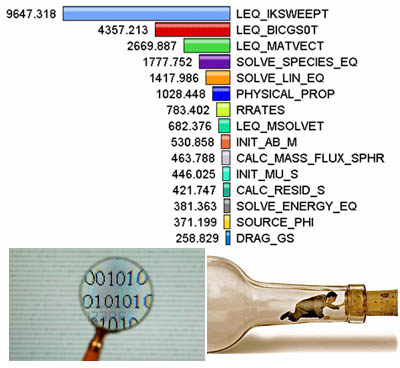 9647.318 LEQ_IKSWEEPT
4357.213 LEQ_BICGS0T
2669.887 LEQ_MATVECT
1777.752 SOLVE_SPECIES_EQ
1417.986 SOLVE_LIN_EQ
1028.448 PHYSICAL_PROP
783.402 RRATES
682.376 LEQ_MSOLVET
530.858 INIT_AB_M
463.788 CALC_MASS_FLUX_SPHR
446.025 INIT_MU_S
421.747 CALC_RESID_S
381.363 SOLVE_ENERGY_EQ
371.199 SOURCE_PHI
258.829 DRAG_GS
001010
010101
01010